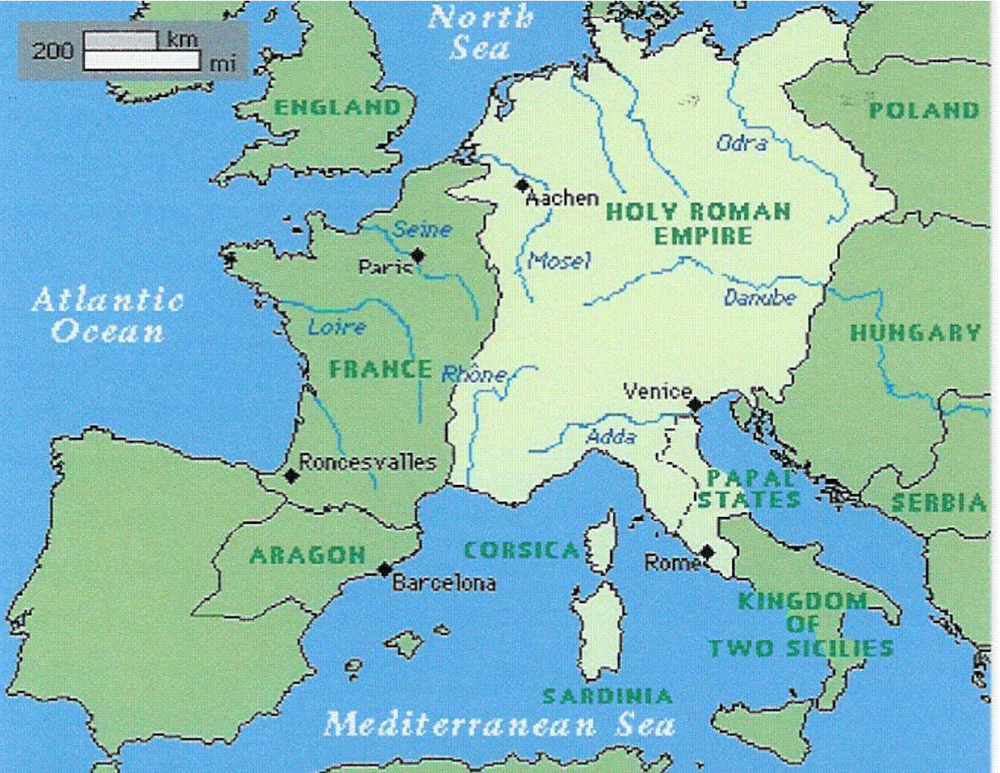 North
Sea
200 km
mi
ENGLAND
POLAND
Odra
Aachen
HOLY ROMAN
EMPIRE
Seine
Paris
Mosel
Atlantic
Ocean
Danube
Loire
HUNGARY
FRANCE
Rhône
Venice
Adda
Roncesvalles
PAPAL
STATES
SERBIA
ARAGON
CORSICA
Rome
Barcelona
KINGDOM
OF
TWO SICILIES
SARDINIA
Mediterranean Sea